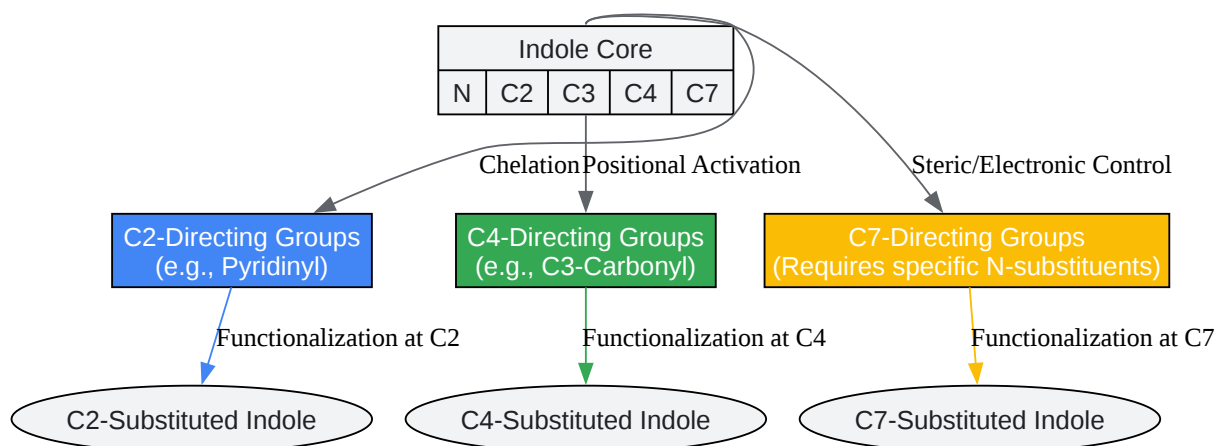 Indole Core
N C2 C3 C4 C7
Chelation Positional Activation Steric/Electronic Control
C2-Directing Groups
(e.g., Pyridinyl)
C4-Directing Groups
(e.g., C3-Carbonyl)
C7-Directing Groups
(Requires specific N-substituents)
Functionalization at C2 Functionalization at C4 Functionalization at C7
C2-Substituted Indole C4-Substituted Indole C7-Substituted Indole